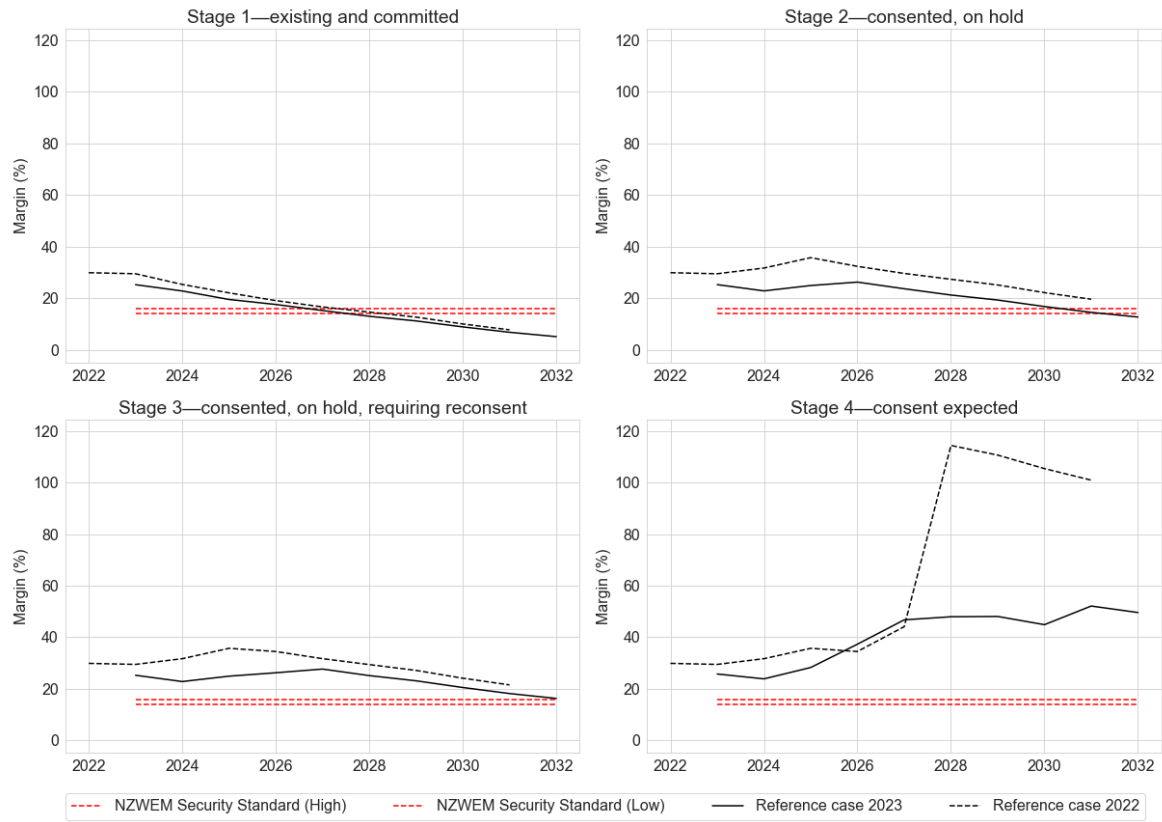 Stage 1—existing and committed
120
100
80
60
40
20
0
Margin (%)
2022 2024 2026 2028 2030 2032
Stage 2—consented, on hold
120
100
80
60
40
20
0
Margin (%)
2022 2024 2026 2028 2030 2032
Stage 3—consented, on hold, requiring reconsent
120
100
80
60
40
20
0
Margin (%)
2022 2024 2026 2028 2030 2032
Stage 4—consent expected
120
100
80
60
40
20
0
Margin (%)
2022 2024 2026 2028 2030 2032
NZWEM Security Standard (High) NZWEM Security Standard (Low) Reference case 2023 Reference case 2022